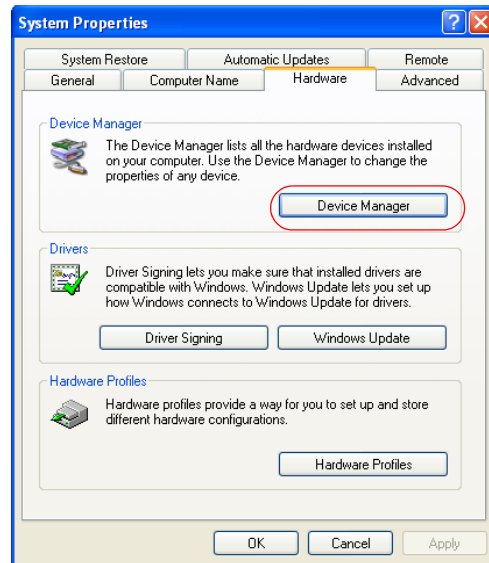 System Properties
System Restore Automatic Updates Remote
General Computer Name Hardware Advanced
Device Manager
The Device Manager lists all the hardware devices installed
on your computer. Use the Device Manager to change the
properties of any device.
Device Manager
Drivers
Driver Signing lets you make sure that installed drivers are
compatible with Windows. Windows Update lets you set up
how Windows connects to Windows Update for drivers.
Driver Signing Windows Update
Hardware Profiles
Hardware profiles provide a way for you to set up and store
different hardware configurations.
Hardware Profiles
OK Cancel Apply